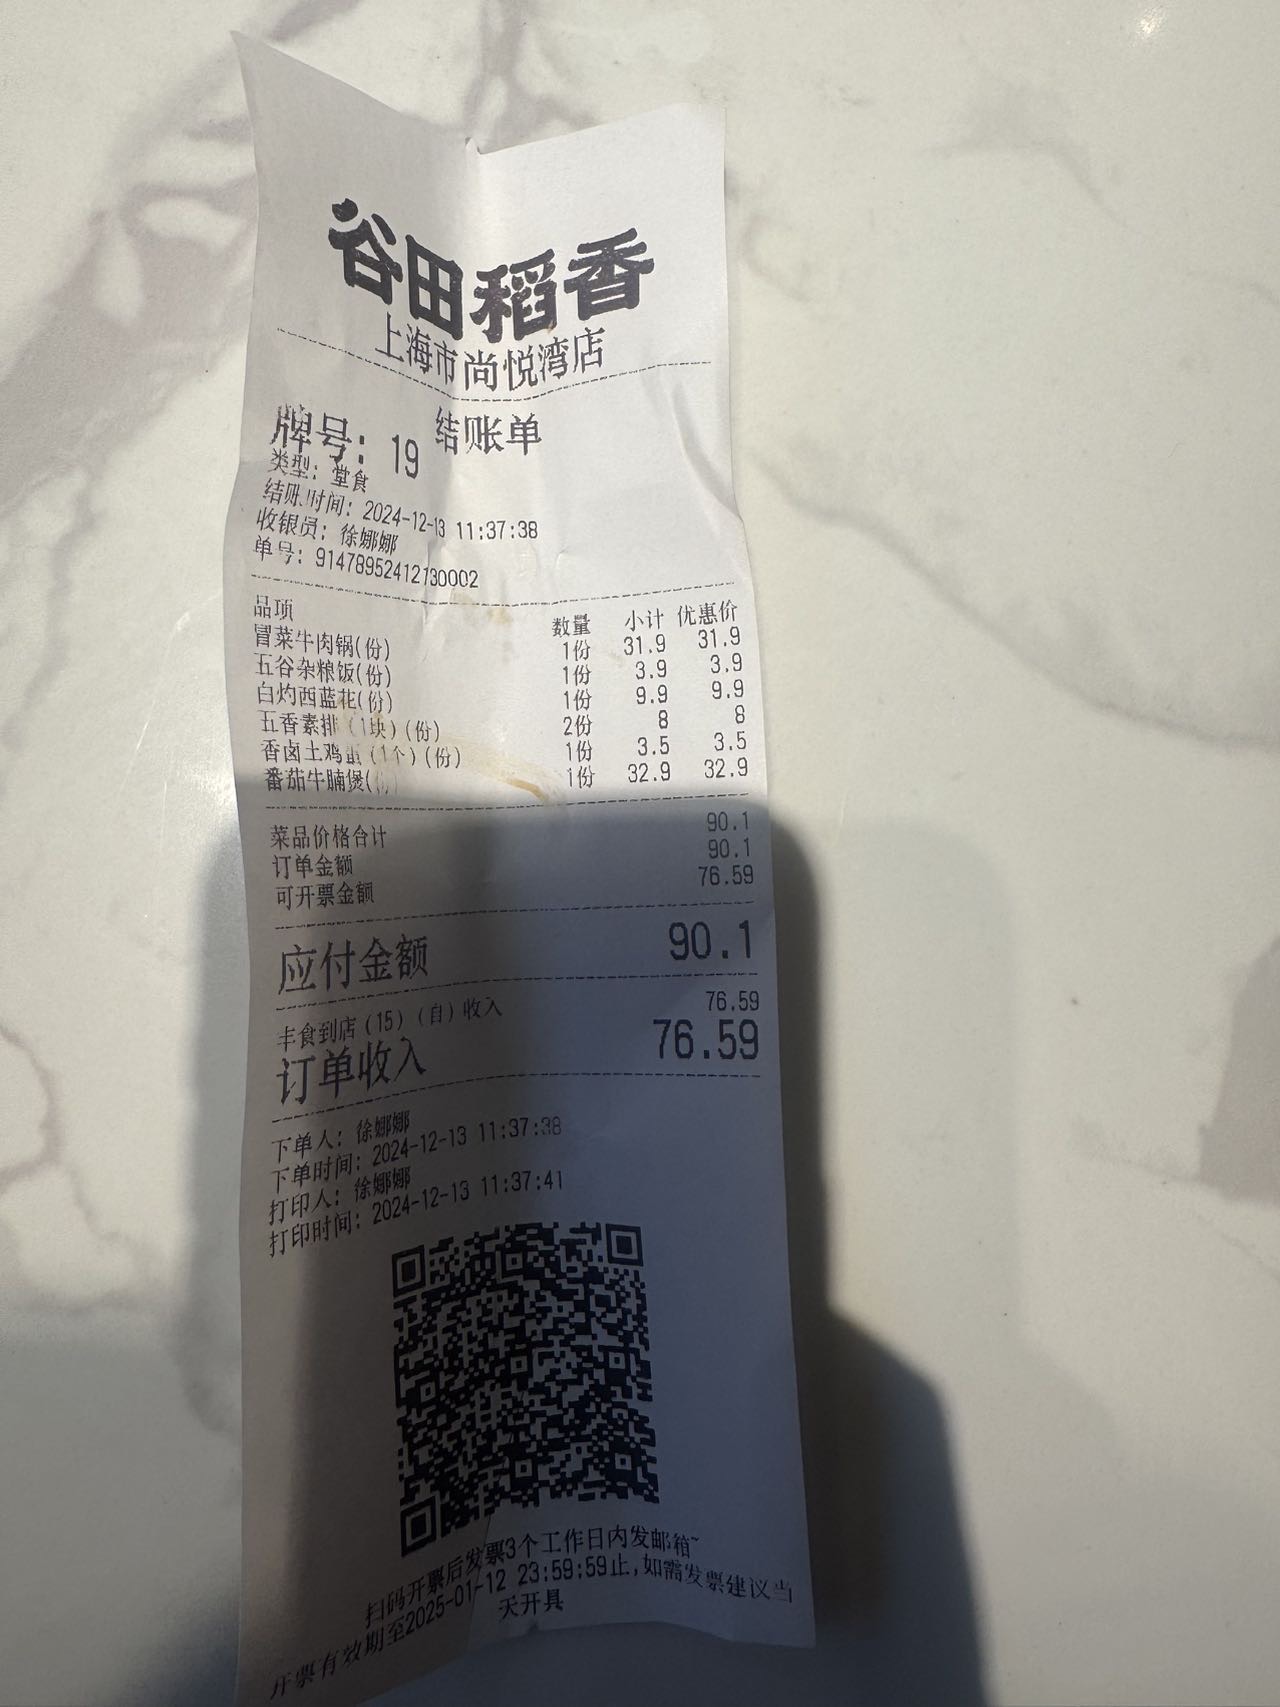 谷田稻香
上海市尚悦湾店
结账单
牌号: 19
类型: 堂食
结账时间: 2024-12-13 11:37:38
收银员: 徐娜娜
单号: 91478952412130002
品项 数量 小计 优惠价
冒菜牛肉锅(份) 1份 31.9 31.9
五谷杂粮饭(份) 1份 3.9 3.9
白灼西蓝花(份) 1份 9.9 9.9
五香素排(1块)(份) 2份 8 8
香卤土鸡蛋(1个)(份) 1份 3.5 3.5
番茄牛腩煲(份) 1份 32.9 32.9
菜品价格合计 90.1
订单金额 90.1
可开票金额 76.59
应付金额 90.1
丰食到店(15)(自)收入 76.59
订单收入 76.59
下单人: 徐娜娜
下单时间: 2024-12-13 11:37:38
打印人: 徐娜娜
打印时间: 2024-12-13 11:37:41
扫码开票后发票3个工作日内发邮箱~
开票有效期至2025-01-12 23:59:59止,如需发票建议当
天开具